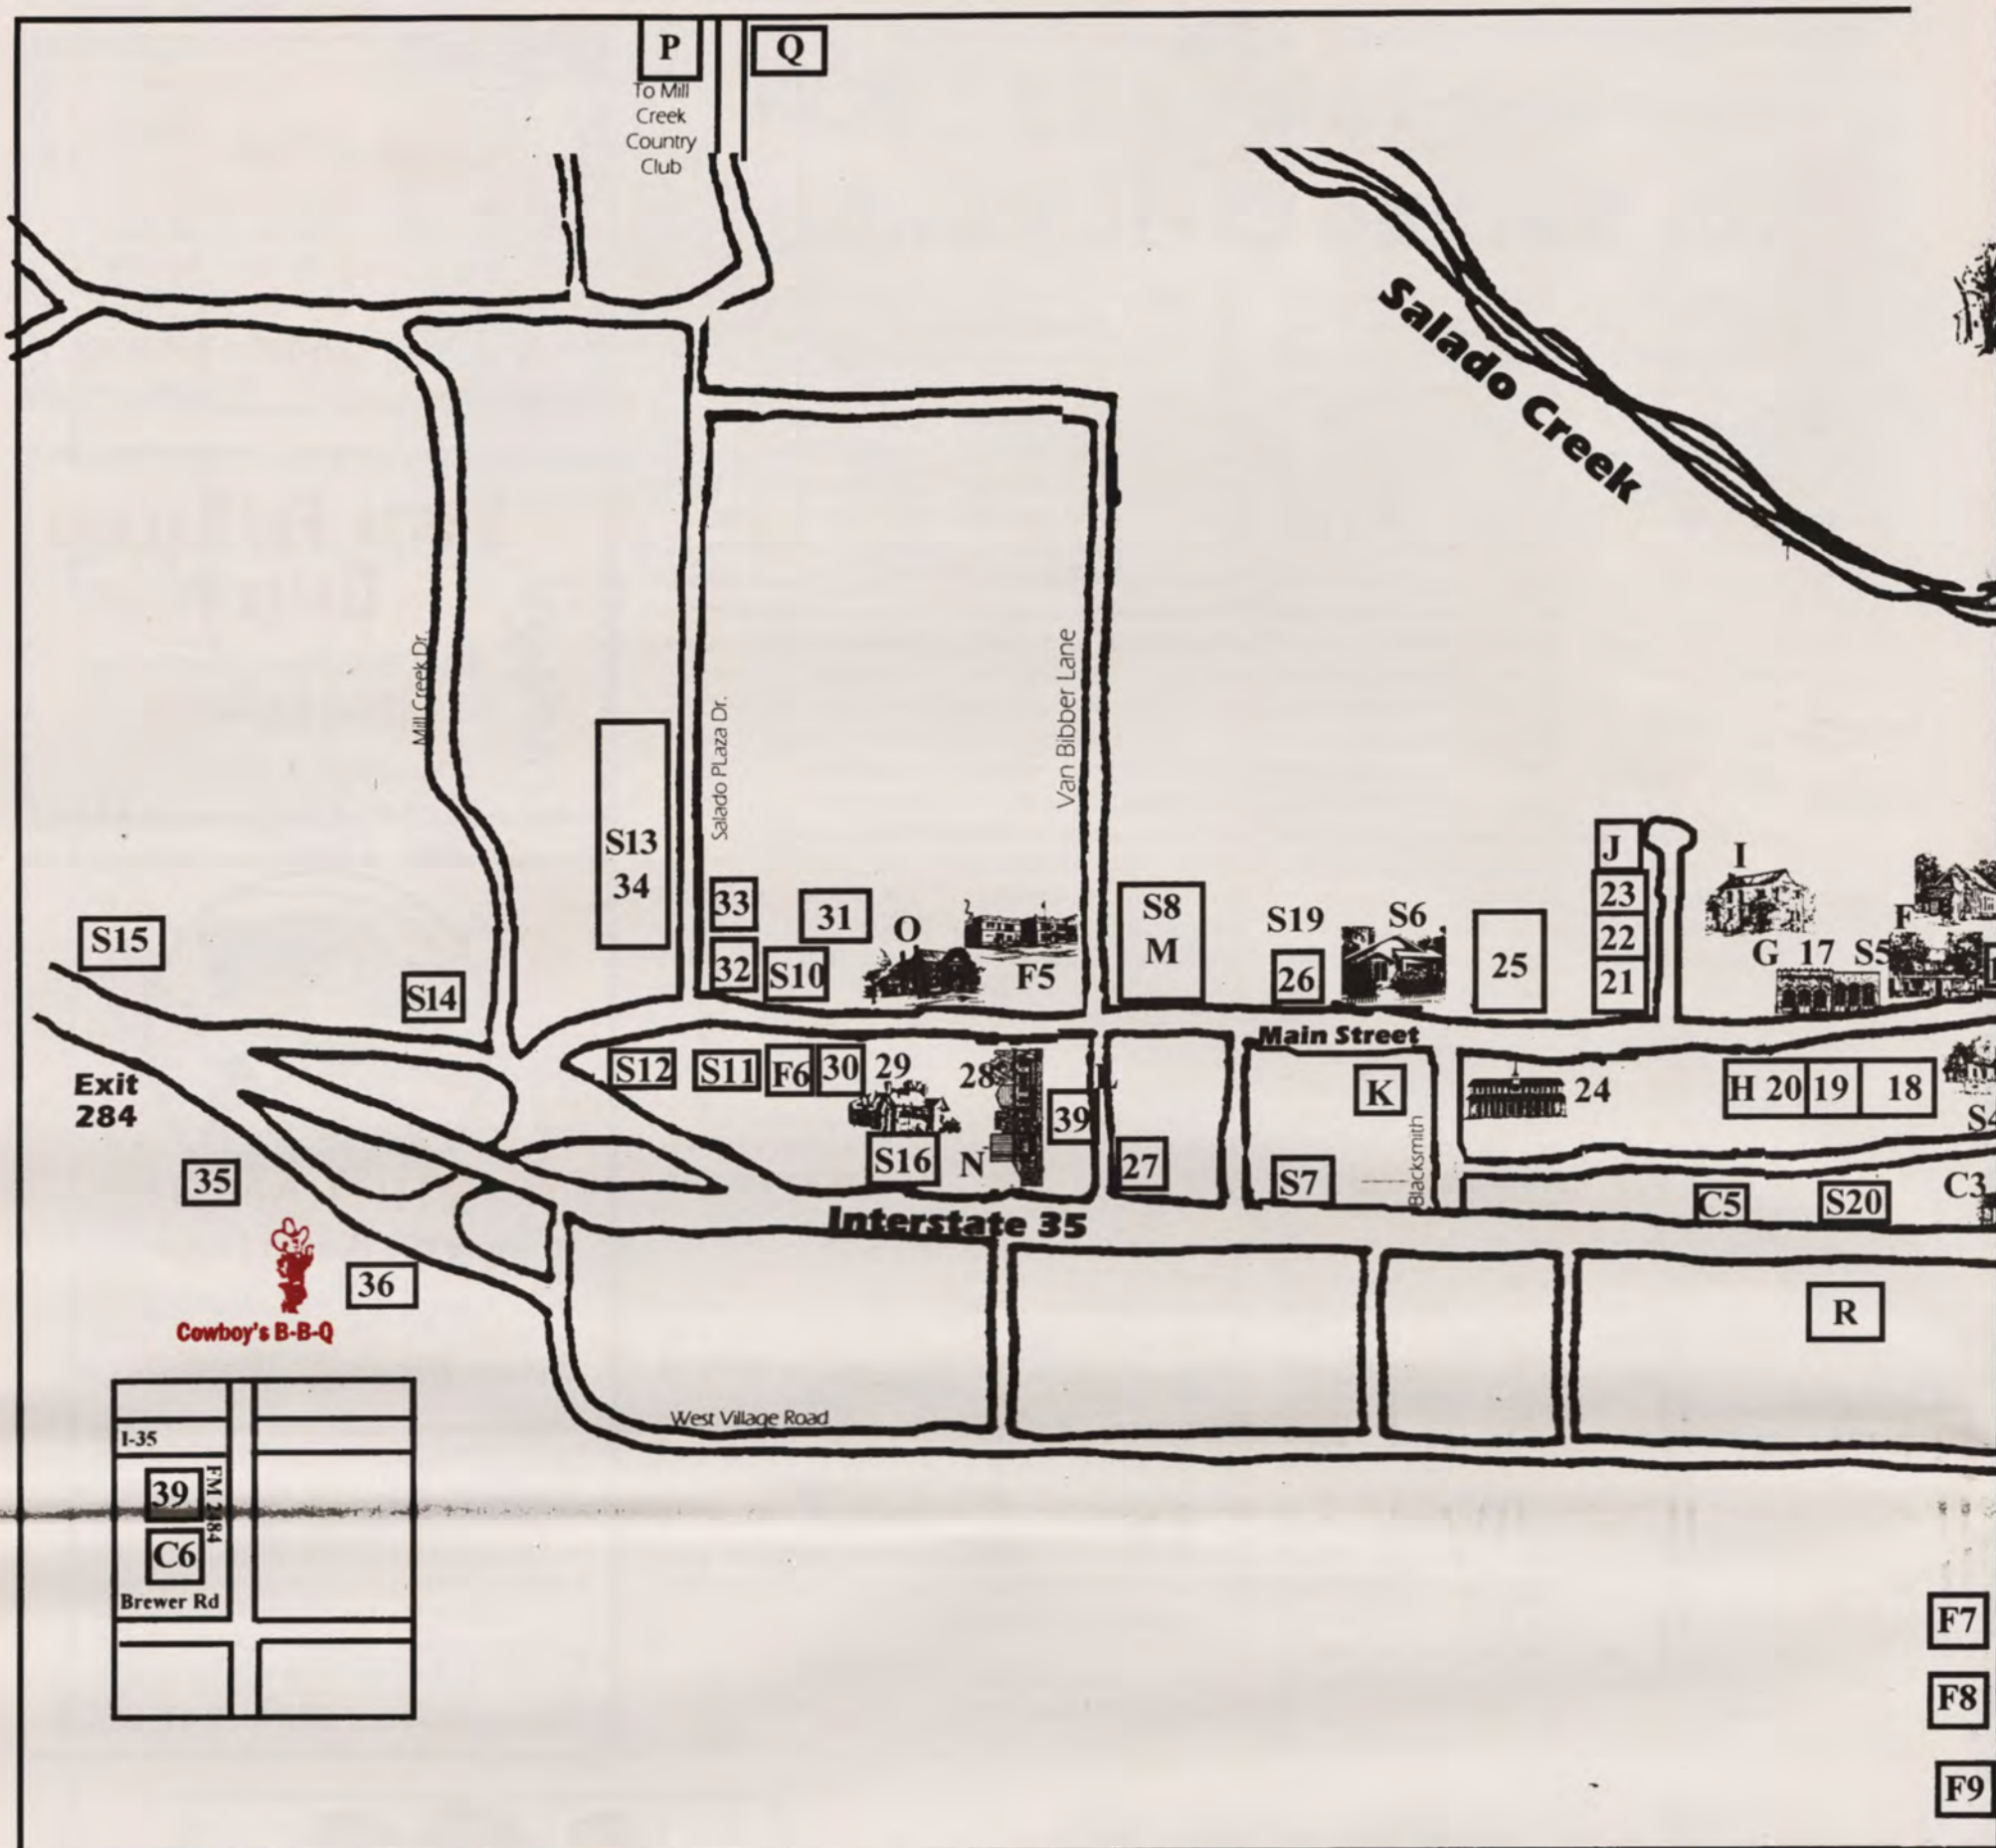 P
Q
To Mill
Creek
Country
Club
Salado Creek
Mill Creek Dr.
Salado PLaza Dr.
Van Bibber Lane
S13
34
S15
S14
33
32
31
S10
O
F5
S8
M
S19
26
S6
25
J
23
22
21
I
G 17 S5
F
Main Street
Exit
284
S12
S11
F6
30
29
28
39
L
K
24
H 20 19 18
S4
S16
N
27
S7
Blacksmith
C5
S20
C3
35
Interstate 35
36
Cowboy's B-B-Q
R
West Village Road
I-35
39
FM 2484
C6
Brewer Rd
F7
F8
F9